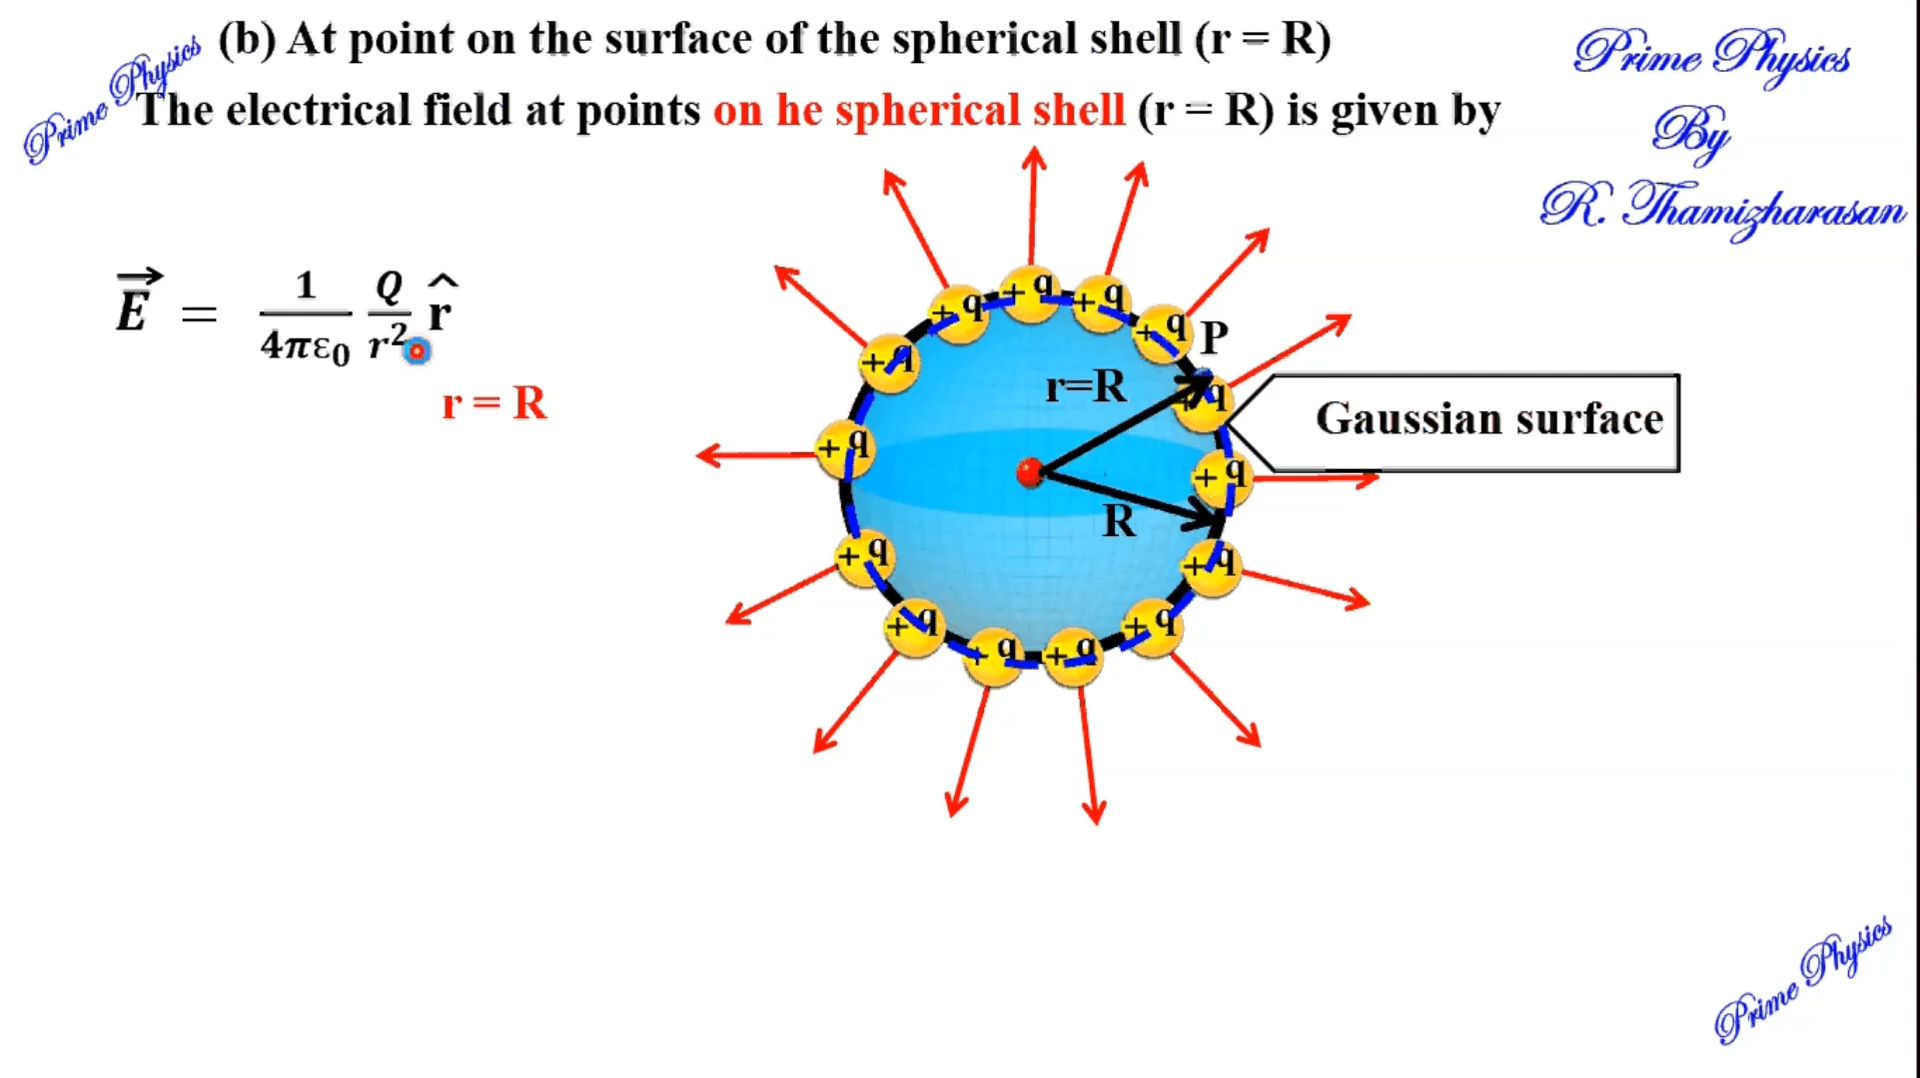 (b) At point on the surface of the spherical shell (r = R)
The electrical field at points on he spherical shell (r = R) is given by
Prime Physics
Prime Physics
By
R. Thamizharasan
E⃗ = 1/4πε₀ Q/r² r̂
r = R
+q +q +q +q +q +q +q +q +q +q +q +q +q +q
P
r=R
R
Gaussian surface
Prime Physics